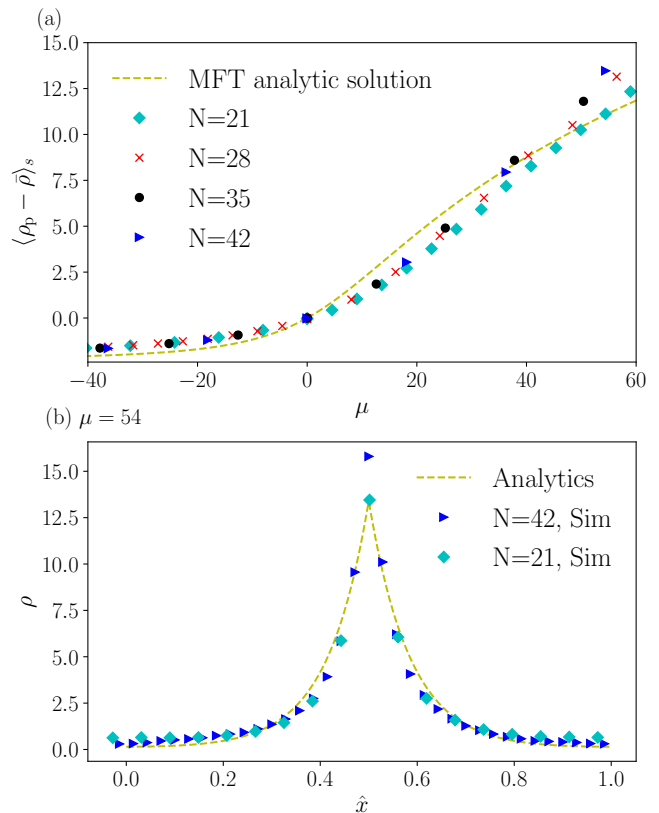 (a)
15.0
12.5
10.0
7.5
5.0
2.5
0.0
⟨ρp − ρ̄⟩s
MFT analytic solution
N=21
N=28
N=35
N=42
−40 −20 0 20 40 60
μ
(b) μ = 54
15.0
12.5
10.0
7.5
5.0
2.5
0.0
ρ
Analytics
N=42, Sim
N=21, Sim
0.0 0.2 0.4 0.6 0.8 1.0
x̂